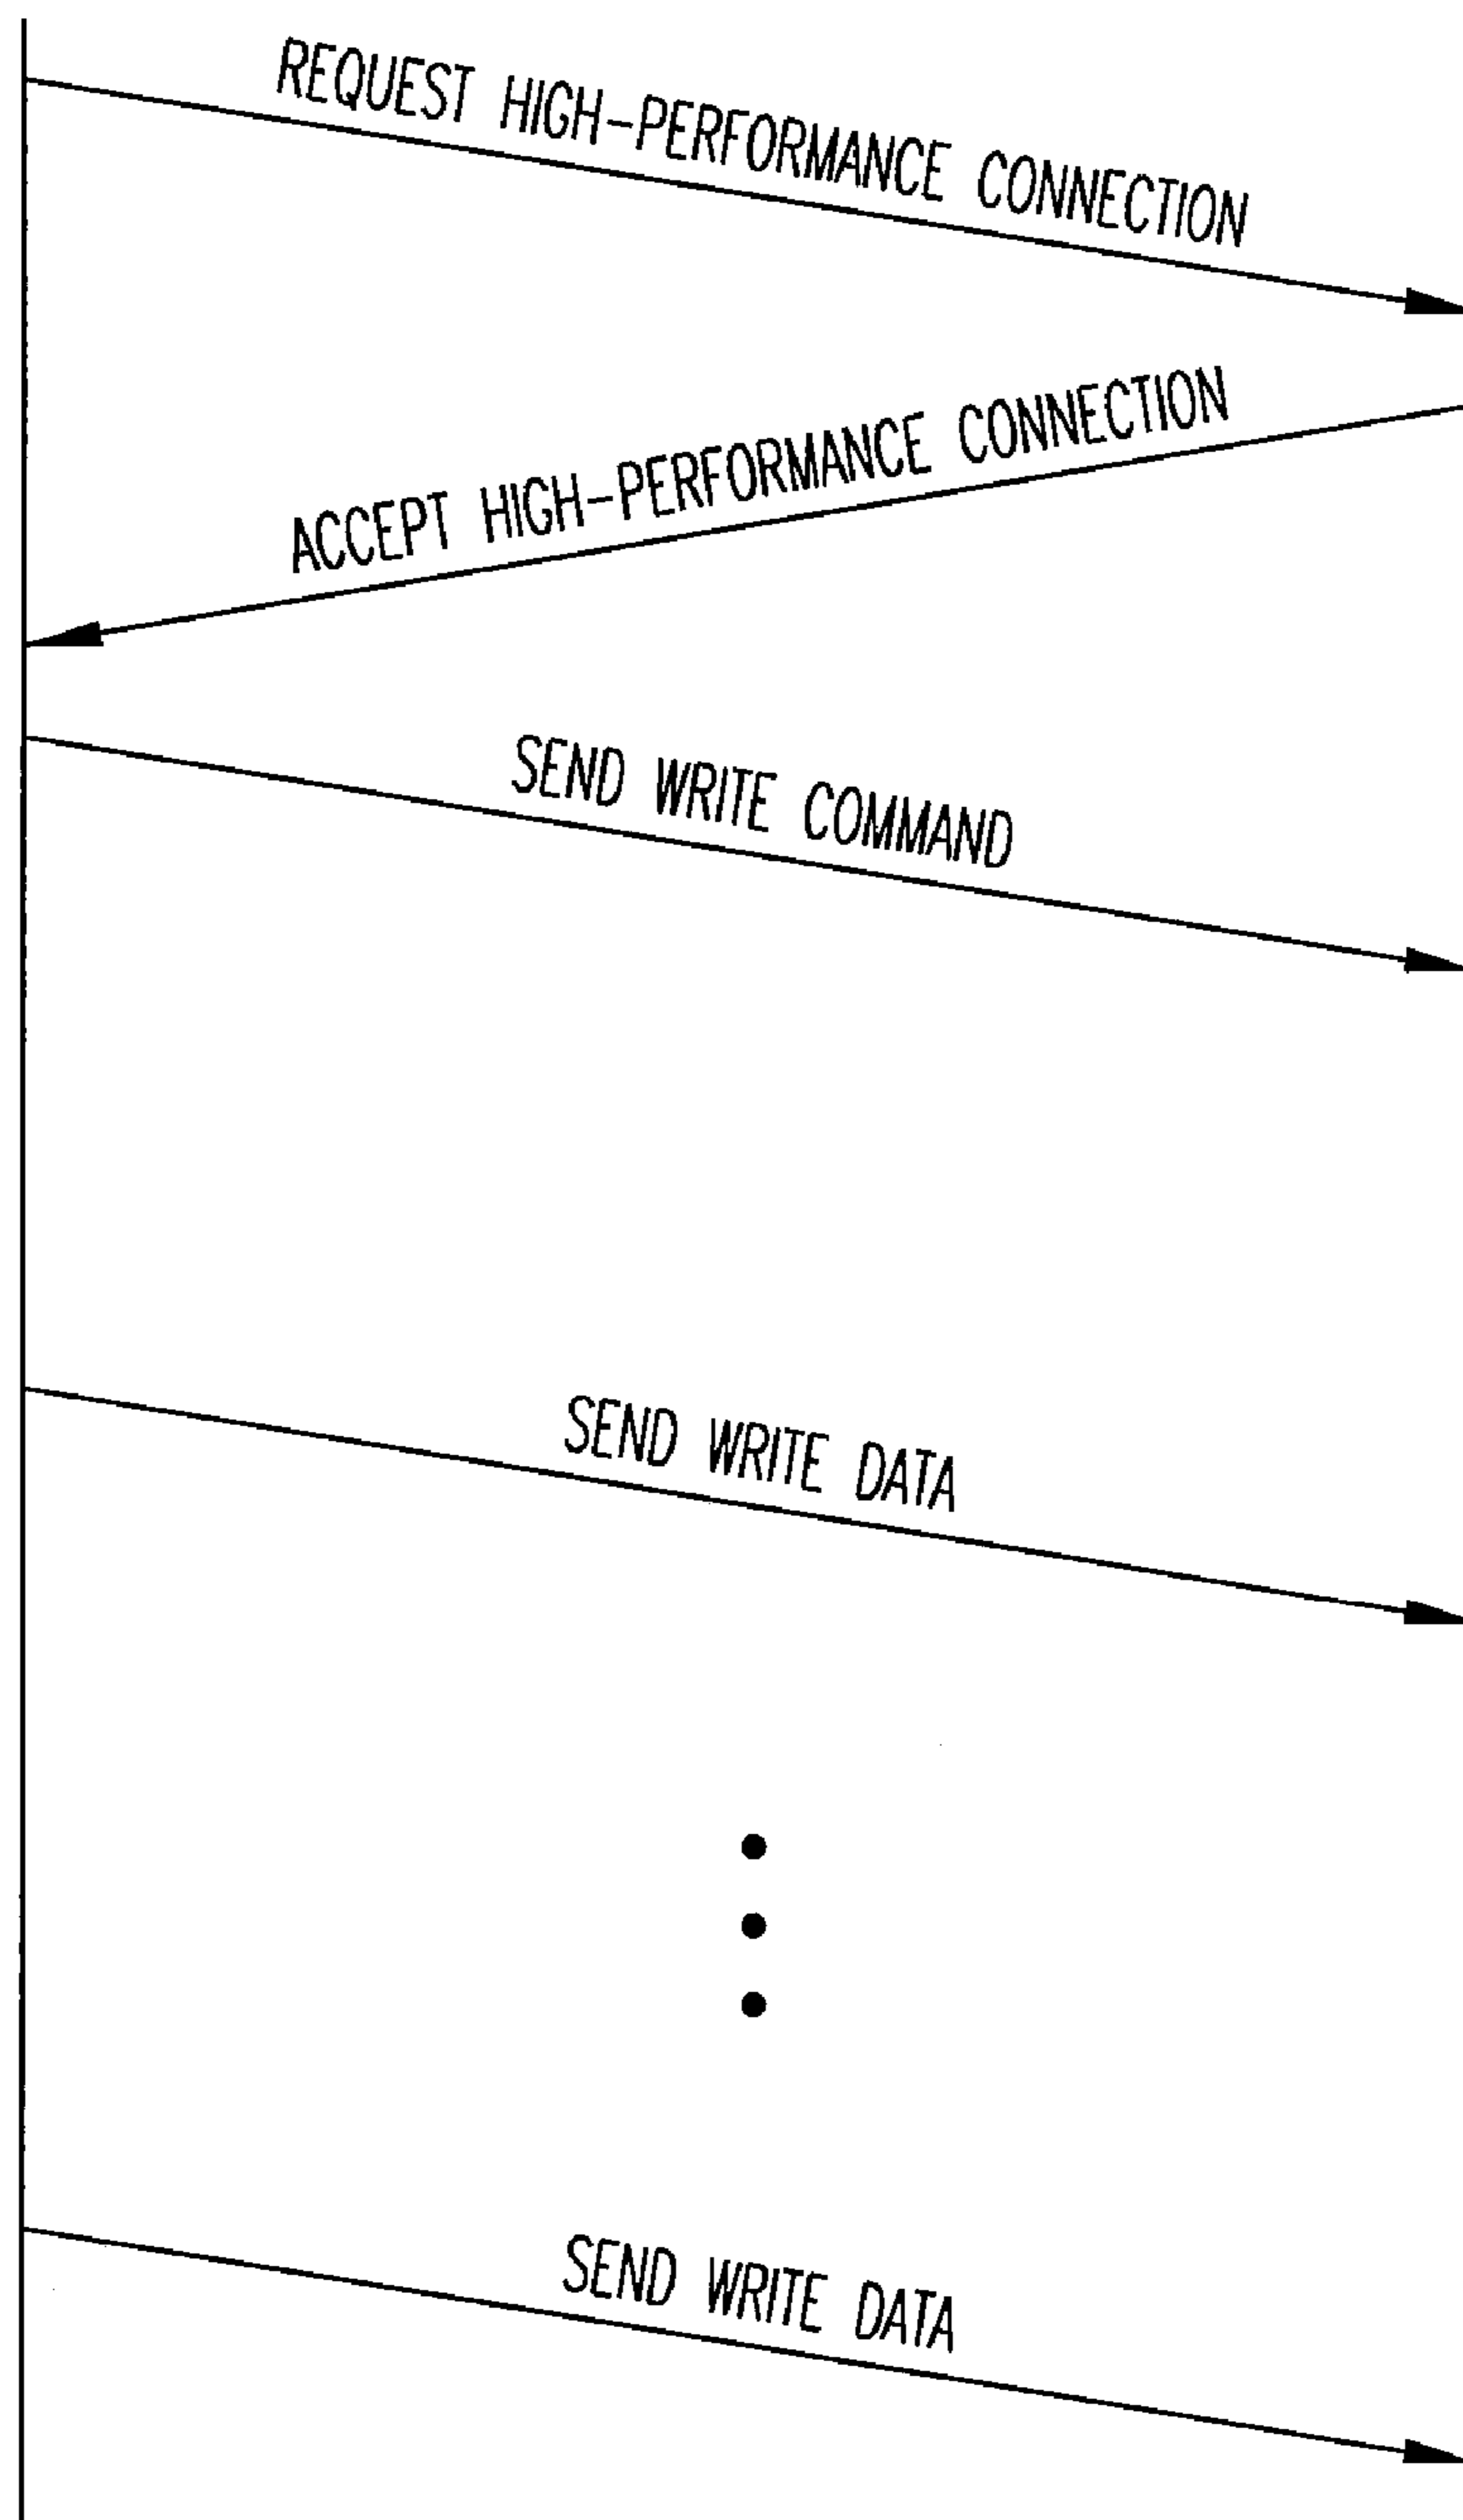 REQUEST HIGH-PERFORMANCE CONNECTION
ACCEPT HIGH-PERFORMANCE CONNECTION
SEND WRITE COMMAND
SEND WRITE DATA
SEND WRITE DATA